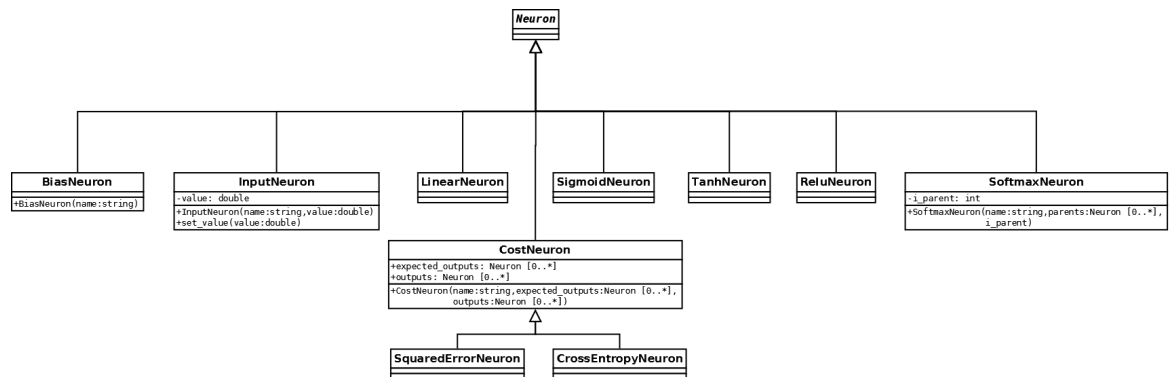 Neuron
BiasNeuron
+BiasNeuron(name:string)
InputNeuron
-value: double
+InputNeuron(name:string,value:double)
+set_value(value:double)
LinearNeuron
SigmoidNeuron
TanhNeuron
ReluNeuron
SoftmaxNeuron
-i_parent: int
+SoftmaxNeuron(name:string,parents:Neuron [0..*],
i_parent)
CostNeuron
+expected_outputs: Neuron [0..*]
+outputs: Neuron [0..*]
+CostNeuron(name:string,expected_outputs:Neuron [0..*],
outputs:Neuron [0..*])
SquaredErrorNeuron
CrossEntropyNeuron